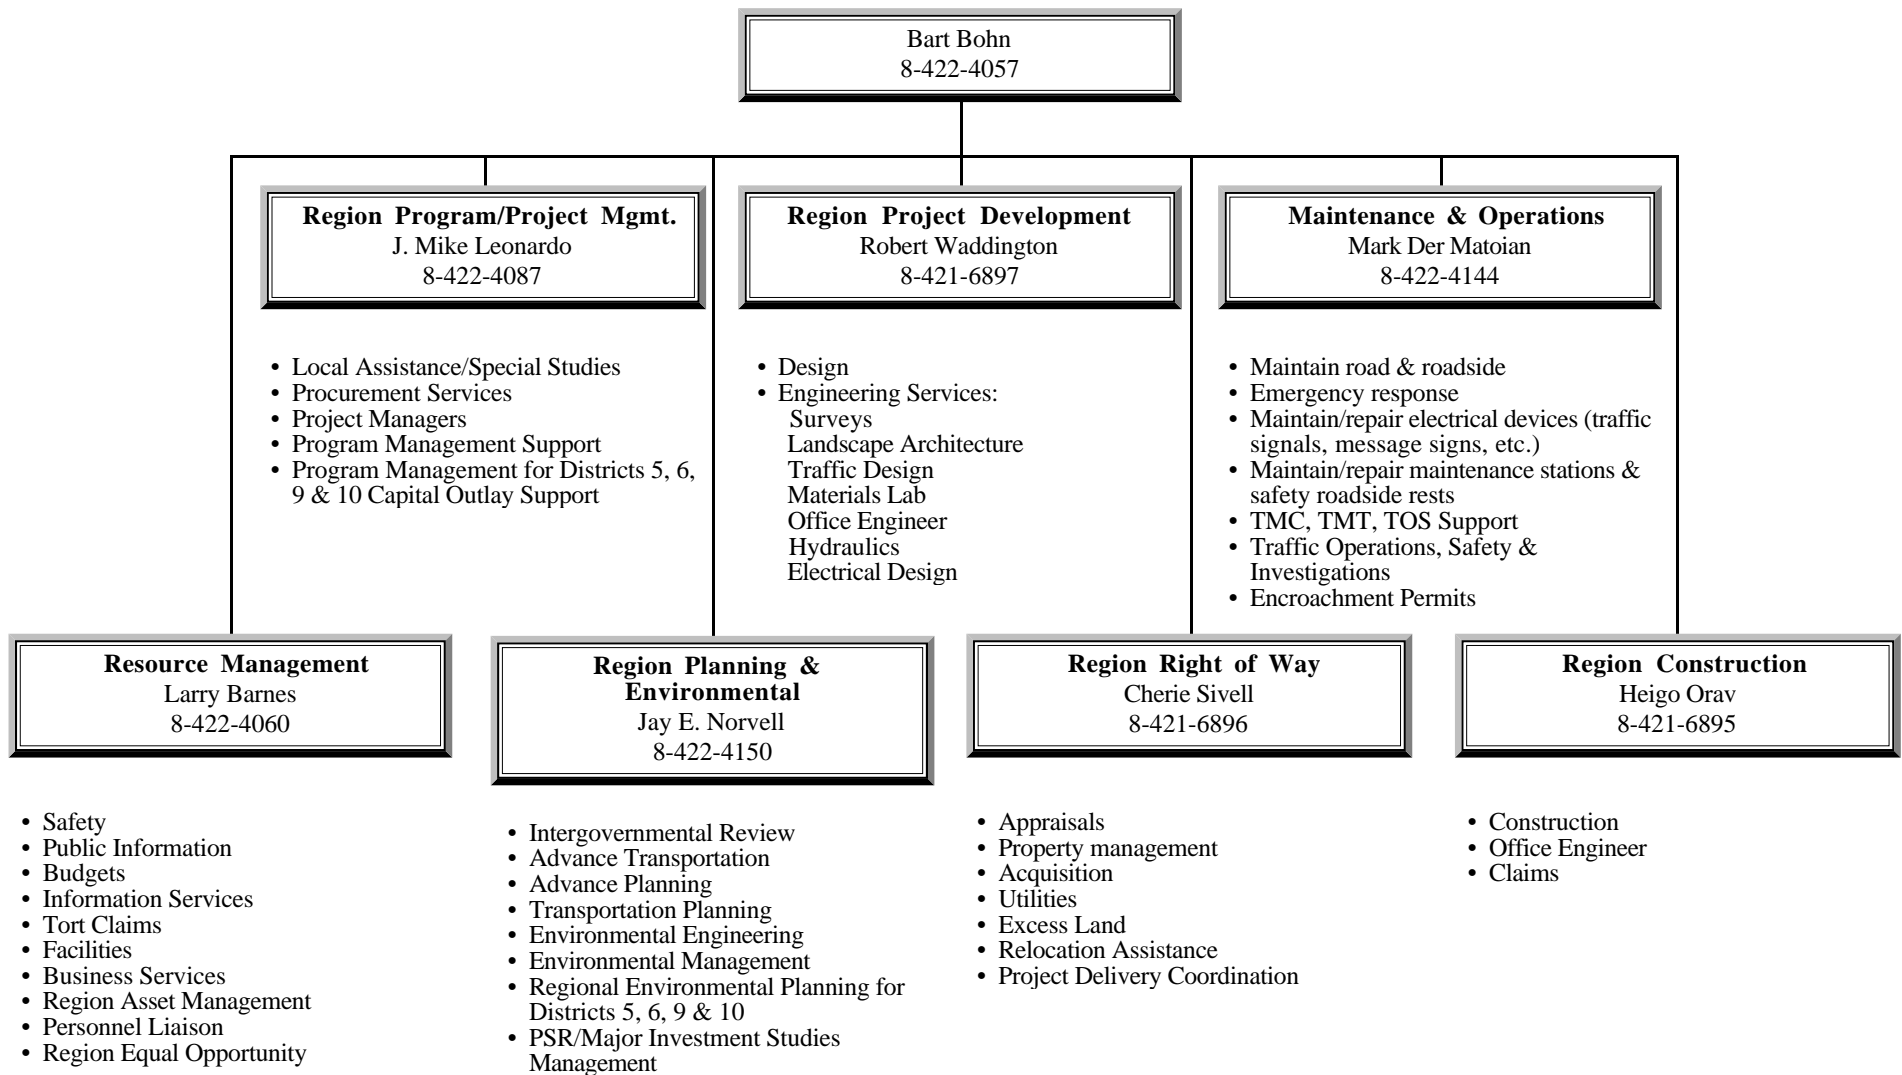 Bart Bohn
8-422-4057
Region Program/Project Mgmt.
J. Mike Leonardo
8-422-4087
• Local Assistance/Special Studies
• Procurement Services
• Project Managers
• Program Management Support
• Program Management for Districts 5, 6,
9 & 10 Capital Outlay Support
Region Project Development
Robert Waddington
8-421-6897
• Design
• Engineering Services:
Surveys
Landscape Architecture
Traffic Design
Materials Lab
Office Engineer
Hydraulics
Electrical Design
Maintenance & Operations
Mark Der Matoian
8-422-4144
• Maintain road & roadside
• Emergency response
• Maintain/repair electrical devices (traffic
signals, message signs, etc.)
• Maintain/repair maintenance stations &
safety roadside rests
• TMC, TMT, TOS Support
• Traffic Operations, Safety &
Investigations
• Encroachment Permits
Resource Management
Larry Barnes
8-422-4060
• Safety
• Public Information
• Budgets
• Information Services
• Tort Claims
• Facilities
• Business Services
• Region Asset Management
• Personnel Liaison
• Region Equal Opportunity
Region Planning &
Environmental
Jay E. Norvell
8-422-4150
• Intergovernmental Review
• Advance Transportation
• Advance Planning
• Transportation Planning
• Environmental Engineering
• Environmental Management
• Regional Environmental Planning for
Districts 5, 6, 9 & 10
• PSR/Major Investment Studies
Management
Region Right of Way
Cherie Sivell
8-421-6896
• Appraisals
• Property management
• Acquisition
• Utilities
• Excess Land
• Relocation Assistance
• Project Delivery Coordination
Region Construction
Heigo Orav
8-421-6895
• Construction
• Office Engineer
• Claims